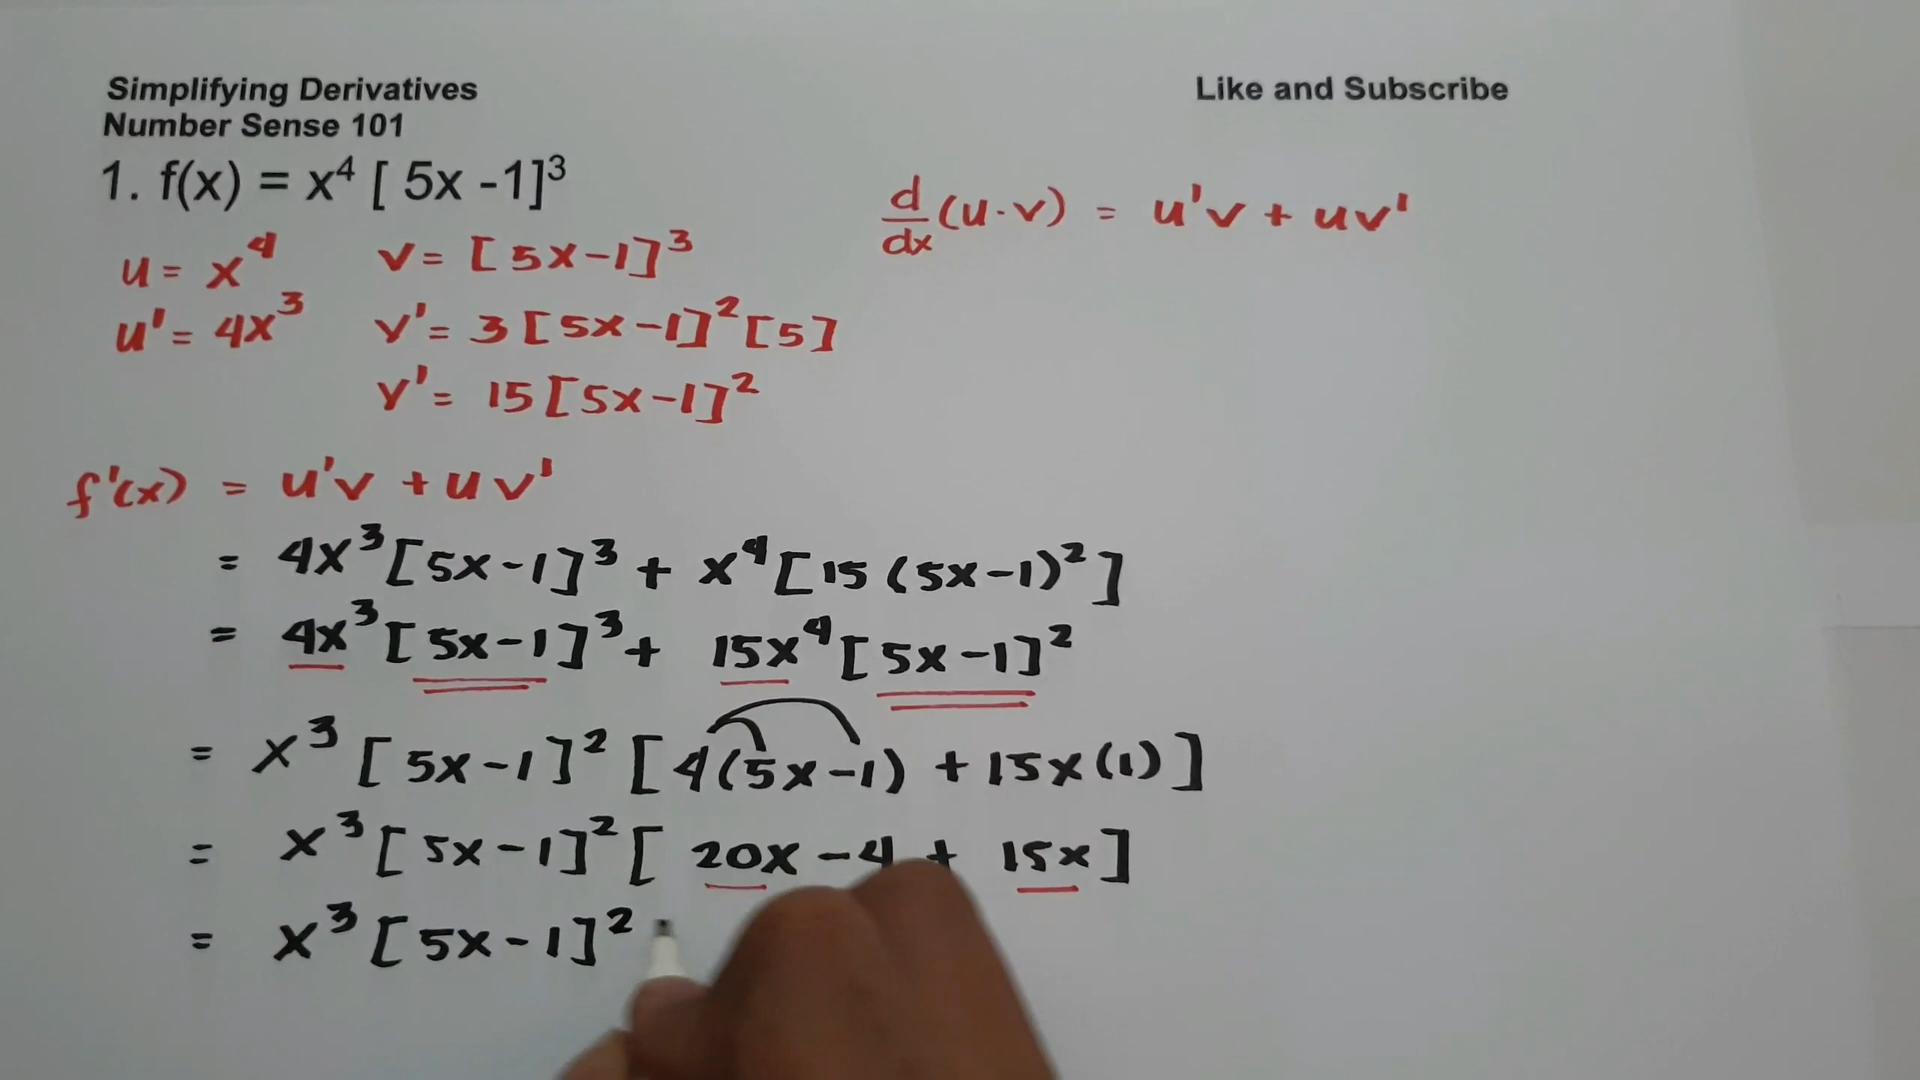 Simplifying Derivatives
Like and Subscribe
Number Sense 101
1. f(x) = x⁴ [ 5x -1]³
d/dx (u·v) = u'v + uv'
u = x⁴
v = [5x-1]³
u' = 4x³
v' = 3[5x-1]²[5]
v' = 15[5x-1]²
f'(x) = u'v + uv'
= 4x³[5x-1]³ + x⁴[15(5x-1)²]
= 4x³[5x-1]³ + 15x⁴[5x-1]²
= x³[5x-1]²[4(5x-1) + 15x(1)]
= x³[5x-1]²[20x - 4 + 15x]
= x³[5x-1]²